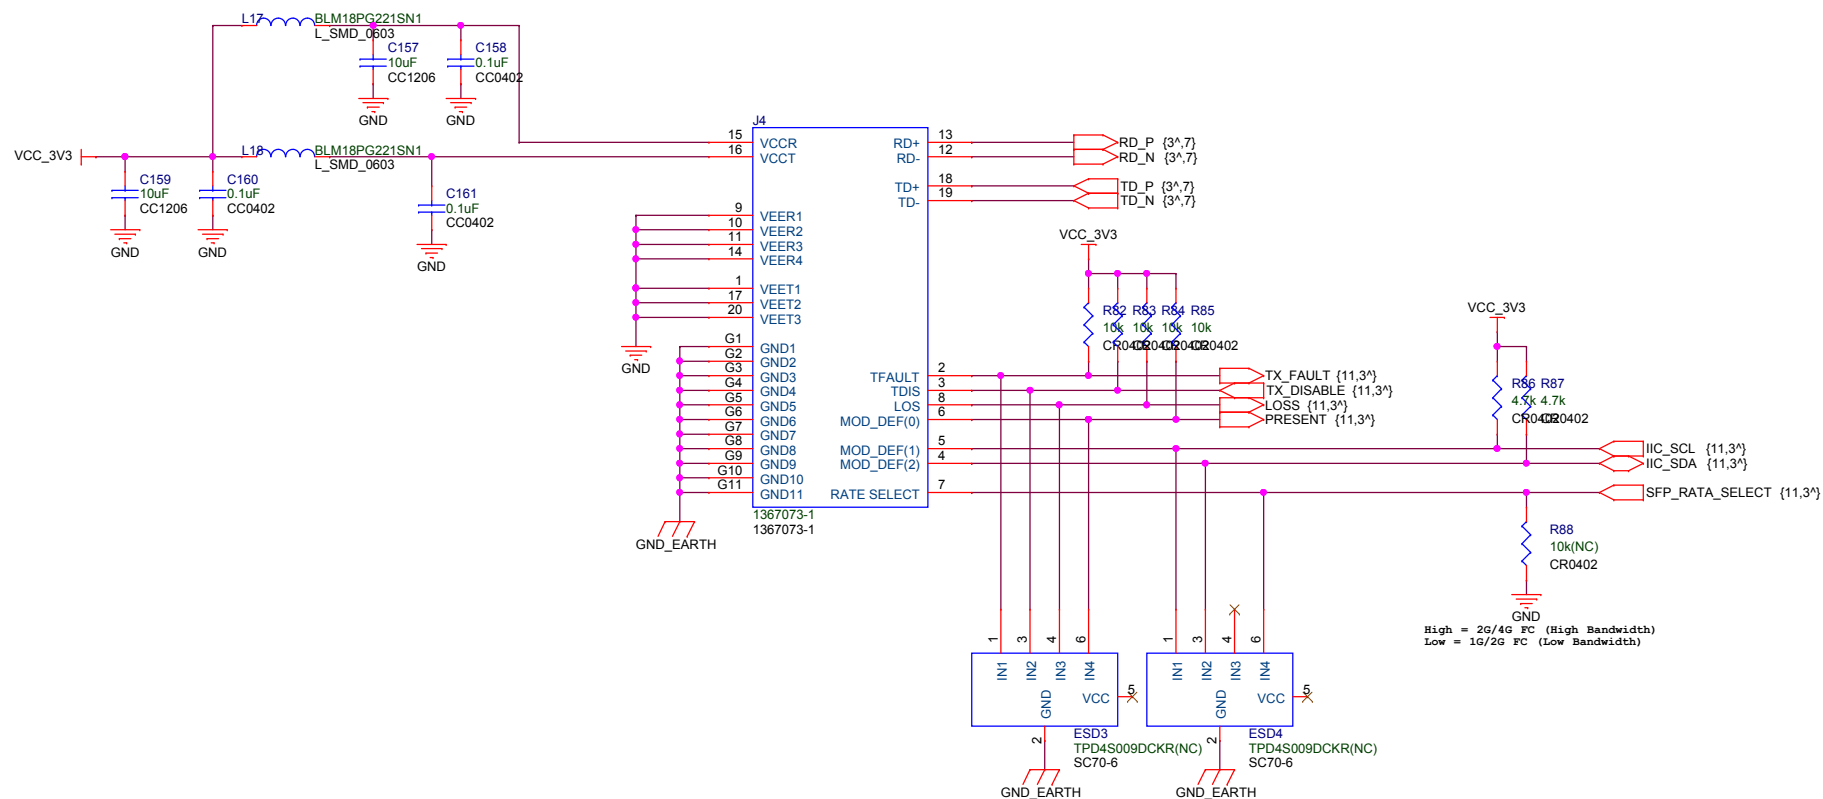 L17 BLM18PG221SN1
L_SMD_0603
C157
10uF
CC1206
GND
C158
0.1uF
CC0402
GND
VCC_3V3
L18 BLM18PG221SN1
L_SMD_0603
C159
10uF
CC1206
GND
C160
0.1uF
CC0402
GND
C161
0.1uF
CC0402
GND
J4
15 VCCR
16 VCCT
9 VEER1
10 VEER2
11 VEER3
14 VEER4
1 VEET1
17 VEET2
20 VEET3
GND
G1 GND1
G2 GND2
G3 GND3
G4 GND4
G5 GND5
G6 GND6
G7 GND7
G8 GND8
G9 GND9
G10 GND10
G11 GND11
GND_EARTH
1367073-1
1367073-1
RD+ 13 RD_P {3^,7}
RD- 12 RD_N {3^,7}
TD+ 18 TD_P {3^,7}
TD- 19 TD_N {3^,7}
VCC_3V3
R82 R83 R84 R85
10k 10k 10k 10k
CR0402 CR0402 CR0402 CR0402
TFAULT 2 TX_FAULT {11,3^}
TDIS 3 TX_DISABLE {11,3^}
LOS 8 LOSS {11,3^}
MOD_DEF(0) 6 PRESENT {11,3^}
VCC_3V3
R86 R87
4.7k 4.7k
CR0402 CR0402
MOD_DEF(1) 5 IIC_SCL {11,3^}
MOD_DEF(2) 4 IIC_SDA {11,3^}
RATE SELECT 7 SFP_RATA_SELECT {11,3^}
R88
10k(NC)
CR0402
GND
High = 2G/4G FC (High Bandwidth)
Low = 1G/2G FC (Low Bandwidth)
1 3 4 6
IN1 IN2 IN3 IN4
GND VCC 5
2
ESD3
TPD4S009DCKR(NC)
SC70-6
GND_EARTH
1 3 4 6
IN1 IN2 IN3 IN4
GND VCC 5
2
ESD4
TPD4S009DCKR(NC)
SC70-6
GND_EARTH